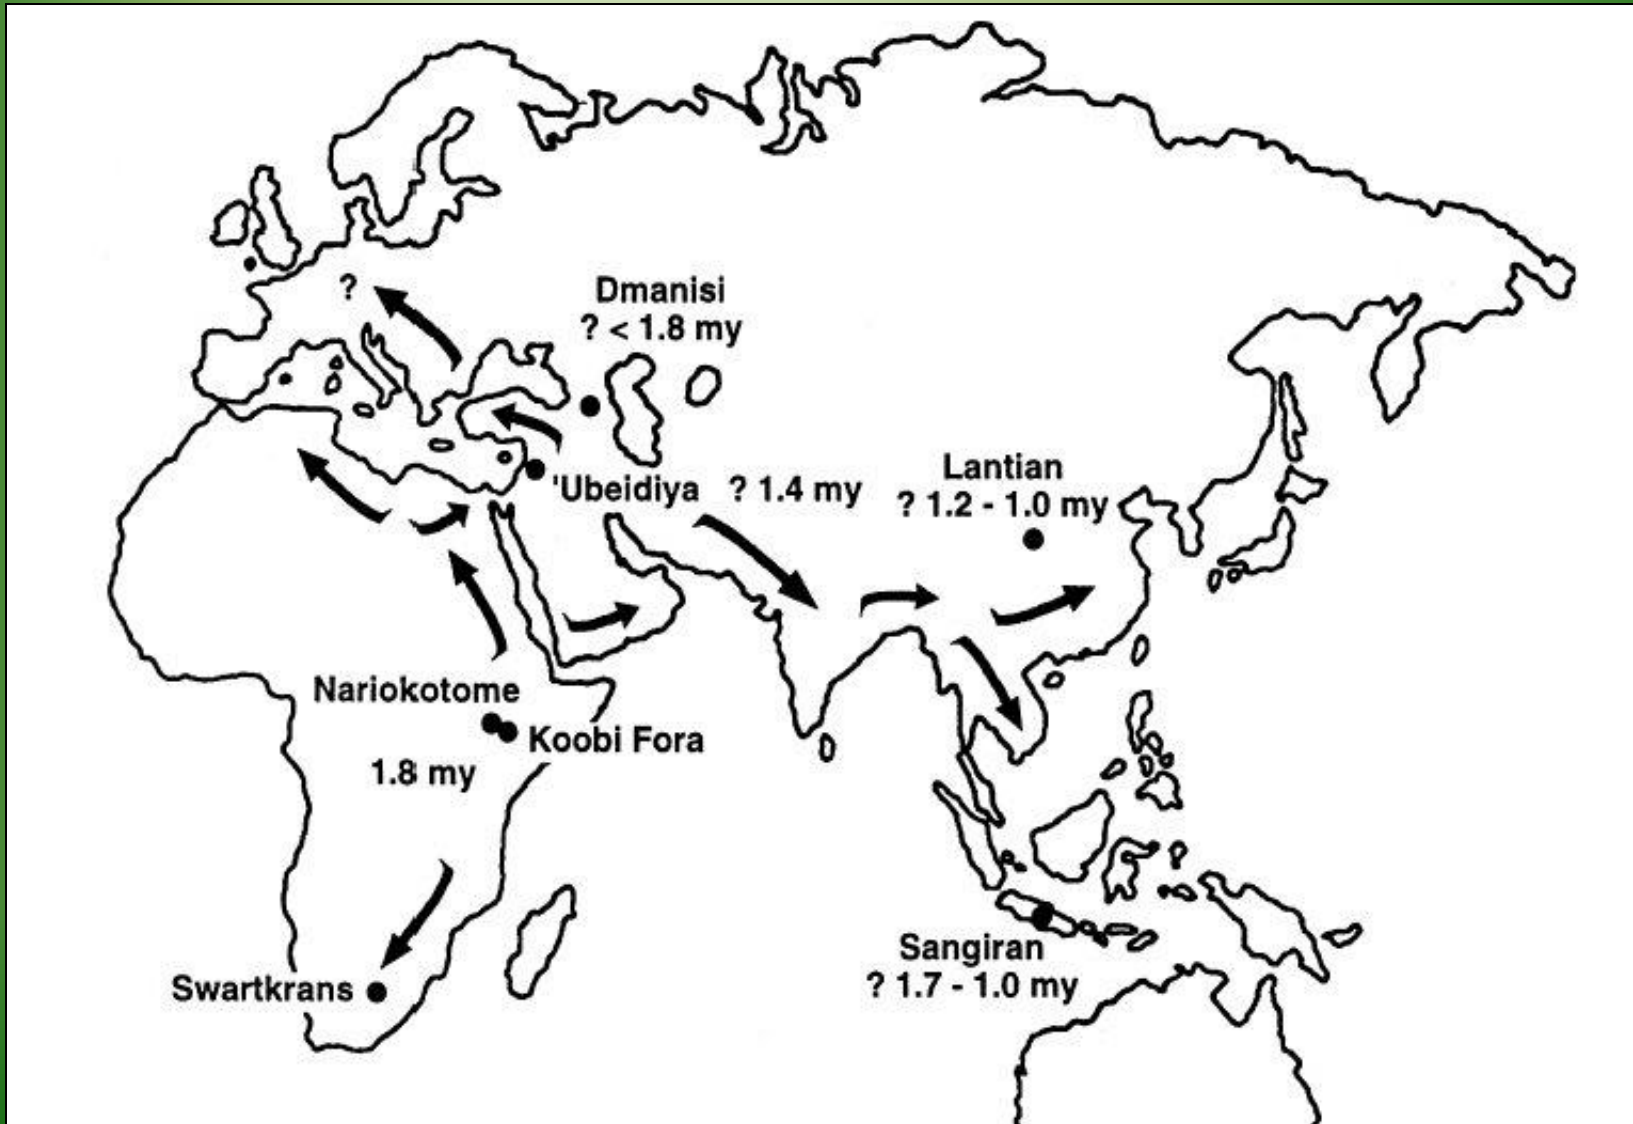 ?
Dmanisi
? < 1.8 my
'Ubeidiya ? 1.4 my
Lantian
? 1.2 - 1.0 my
Nariokotome
Koobi Fora
1.8 my
Sangiran
? 1.7 - 1.0 my
Swartkrans